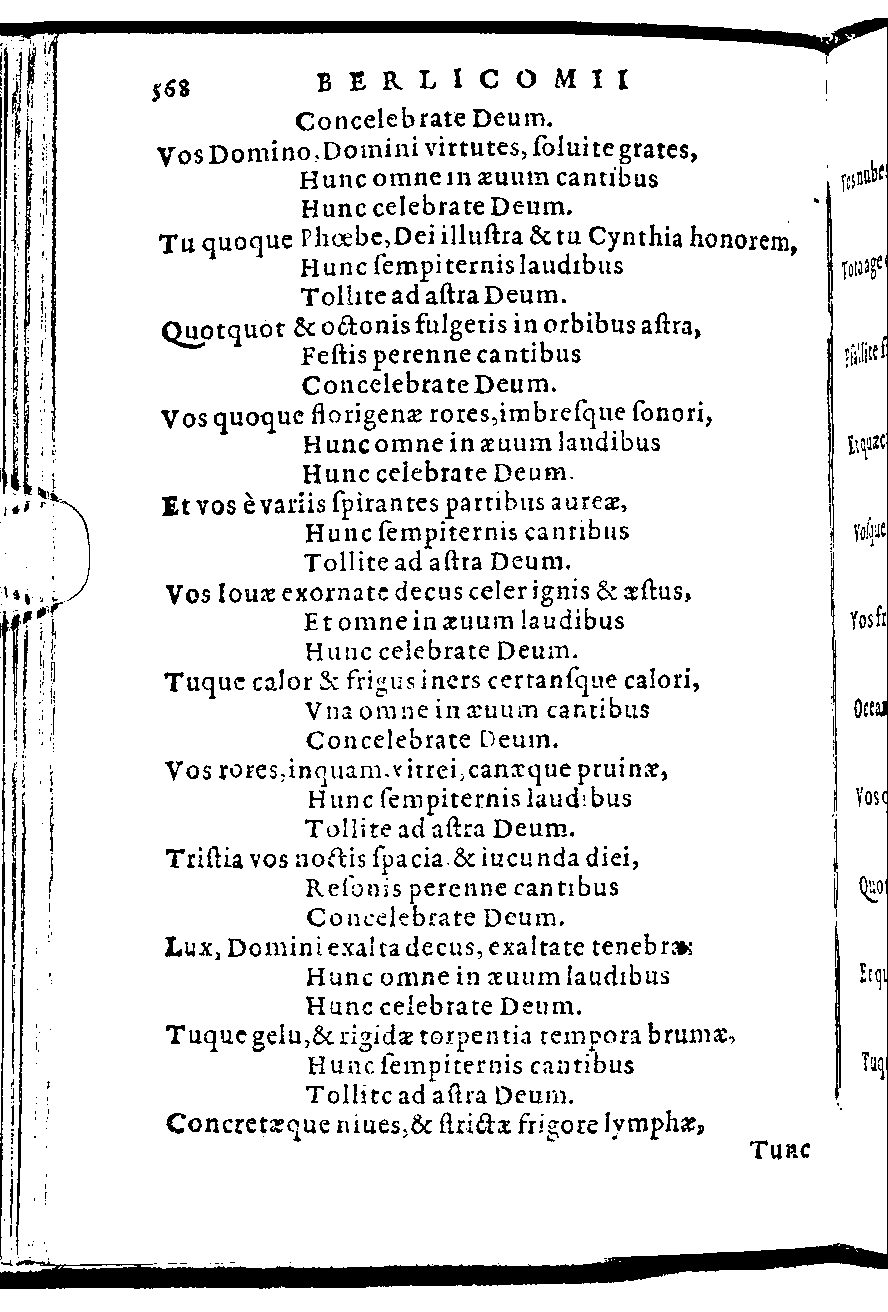 568 BERLICOMII
Concelebrate Deum.
Vos Domino, Domini virtutes, ſoluite grates,
Hunc omne in æuum cantibus
Hunc celebrate Deum.
Tu quoque Phœbe, Dei illuſtra & tu Cynthia honorem,
Hunc ſempiternis laudibus
Tollite ad aſtra Deum.
Quotquot & octonis fulgetis in orbibus aſtra,
Feſtis perenne cantibus
Concelebrate Deum.
Vos quoque florigenæ rores, imbreſque ſonori,
Hunc omne in æuum laudibus
Hunc celebrate Deum.
Et vos è variis ſpirantes partibus aureæ,
Hunc ſempiternis cantibus
Tollite ad aſtra Deum.
Vos Iouæ exornate decus celer ignis & æſtus,
Et omne in æuum laudibus
Hunc celebrate Deum.
Tuque calor & frigus iners certanſque calori,
Vna omne in æuum cantibus
Concelebrate Deum.
Vos rores, inquam, vitrei, canæque pruinæ,
Hunc ſempiternis laudibus
Tollite ad aſtra Deum.
Triſtia vos noctis ſpacia & iucunda diei,
Reſonis perenne cantibus
Concelebrate Deum.
Lux, Domini exalta decus, exaltate tenebræ:
Hunc omne in æuum laudibus
Hunc celebrate Deum.
Tuque gelu, & rigidæ torpentia tempora brumæ,
Hunc ſempiternis cantibus
Tollite ad aſtra Deum.
Concretæque niues, & ſtrictæ frigore lymphæ,
Tunc
Vos nubes
Tota age
Pſallite
Et quæ
Voſque
Vos fr
Ocea
Vos q
Quot
Et qu
Tuq